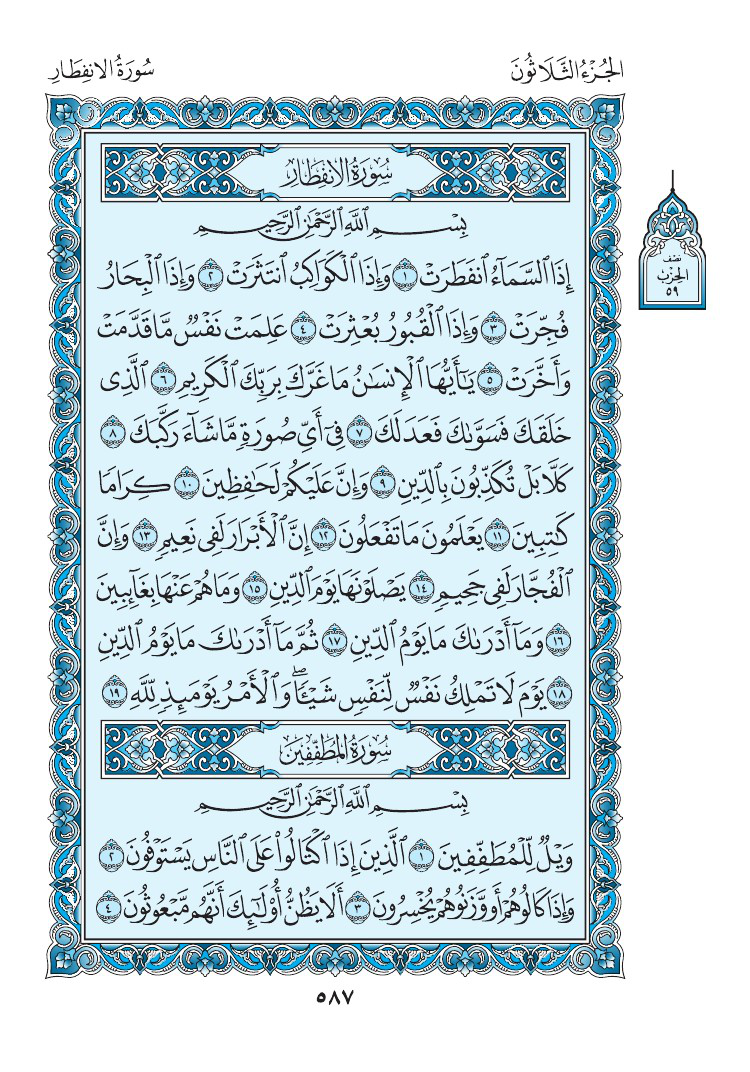 الجُزْءُ الثَّلَاثُونَ
سُورَةُ الانفِطَارِ
سُورَةُ الانفِطَارِ
بِسْمِ ٱللَّهِ ٱلرَّحْمَٰنِ ٱلرَّحِيمِ
إِذَا ٱلسَّمَآءُ ٱنفَطَرَتْ ١ وَإِذَا ٱلْكَوَاكِبُ ٱنتَثَرَتْ ٢ وَإِذَا ٱلْبِحَارُ
فُجِّرَتْ ٣ وَإِذَا ٱلْقُبُورُ بُعْثِرَتْ ٤ عَلِمَتْ نَفْسٌ مَّا قَدَّمَتْ
وَأَخَّرَتْ ٥ يَٰٓأَيُّهَا ٱلْإِنسَٰنُ مَا غَرَّكَ بِرَبِّكَ ٱلْكَرِيمِ ٦ ٱلَّذِى
خَلَقَكَ فَسَوَّىٰكَ فَعَدَلَكَ ٧ فِىٓ أَىِّ صُورَةٍ مَّا شَآءَ رَكَّبَكَ ٨
كَلَّا بَلْ تُكَذِّبُونَ بِٱلدِّينِ ٩ وَإِنَّ عَلَيْكُمْ لَحَٰفِظِينَ ١٠ كِرَامًا
كَٰتِبِينَ ١١ يَعْلَمُونَ مَا تَفْعَلُونَ ١٢ إِنَّ ٱلْأَبْرَارَ لَفِى نَعِيمٍ ١٣ وَإِنَّ
ٱلْفُجَّارَ لَفِى جَحِيمٍ ١٤ يَصْلَوْنَهَا يَوْمَ ٱلدِّينِ ١٥ وَمَا هُمْ عَنْهَا بِغَآئِبِينَ
١٦ وَمَآ أَدْرَىٰكَ مَا يَوْمُ ٱلدِّينِ ١٧ ثُمَّ مَآ أَدْرَىٰكَ مَا يَوْمُ ٱلدِّينِ
١٨ يَوْمَ لَا تَمْلِكُ نَفْسٌ لِّنَفْسٍ شَيْـًٔا ۖ وَٱلْأَمْرُ يَوْمَئِذٍ لِّلَّهِ ١٩
سُورَةُ المُطَفِّفِينَ
بِسْمِ ٱللَّهِ ٱلرَّحْمَٰنِ ٱلرَّحِيمِ
وَيْلٌ لِّلْمُطَفِّفِينَ ١ ٱلَّذِينَ إِذَا ٱكْتَالُوا۟ عَلَى ٱلنَّاسِ يَسْتَوْفُونَ ٢
وَإِذَا كَالُوهُمْ أَو وَّزَنُوهُمْ يُخْسِرُونَ ٣ أَلَا يَظُنُّ أُو۟لَٰٓئِكَ أَنَّهُم مَّبْعُوثُونَ ٤
نصف
الحزب
٥٩
٥٨٧